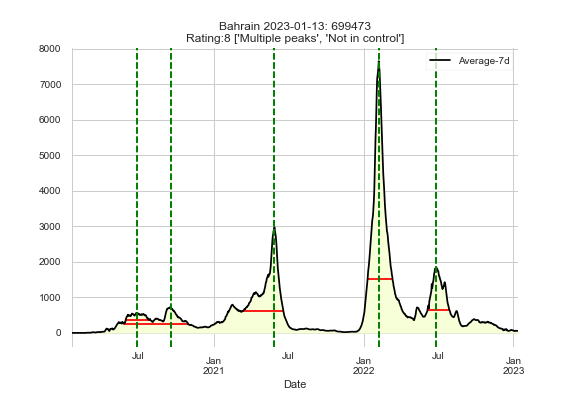 Bahrain 2023-01-13: 699473
Rating:8 ['Multiple peaks', 'Not in control']
Average-7d
8000
7000
6000
5000
4000
3000
2000
1000
0
Jul
Jan
2021
Jul
Jan
2022
Jul
Jan
2023
Date